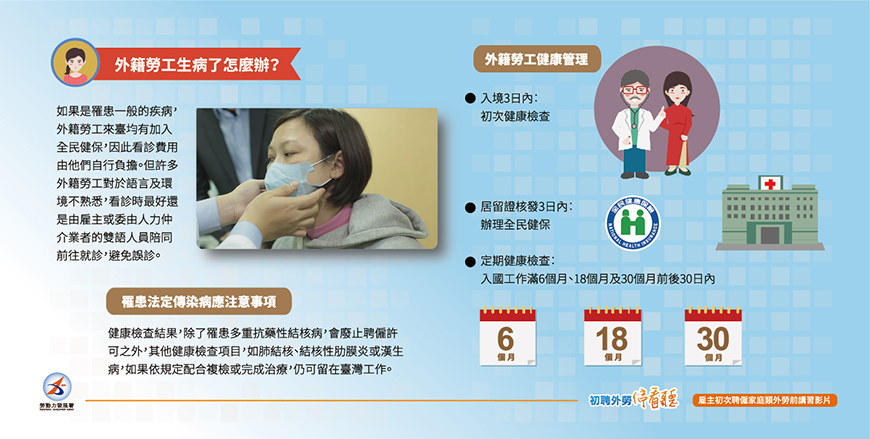 外籍勞工生病了怎麼辦?
如果是罹患一般的疾病,
外籍勞工來臺均有加入
全民健保,因此看診費用
由他們自行負擔。但許多
外籍勞工對於語言及環
境不熟悉,看診時最好還
是由雇主或委由人力仲
介業者的雙語人員陪同
前往就診,避免誤診。
罹患法定傳染病應注意事項
健康檢查結果,除了罹患多重抗藥性結核病,會廢止聘僱許
可之外,其他健康檢查項目,如肺結核、結核性肋膜炎或漢生
病,如果依規定配合複檢或完成治療,仍可留在臺灣工作。
勞動力發展署
外籍勞工健康管理
● 入境3日內:
初次健康檢查
● 居留證核發3日內:
辦理全民健保
全民健康保險
NATIONAL HEALTH INSURANCE
● 定期健康檢查:
入國工作滿6個月、18個月及30個月前後30日內
6
個月
18
個月
30
個月
初聘外勞停看聽
雇主初次聘僱家庭類外勞前講習影片